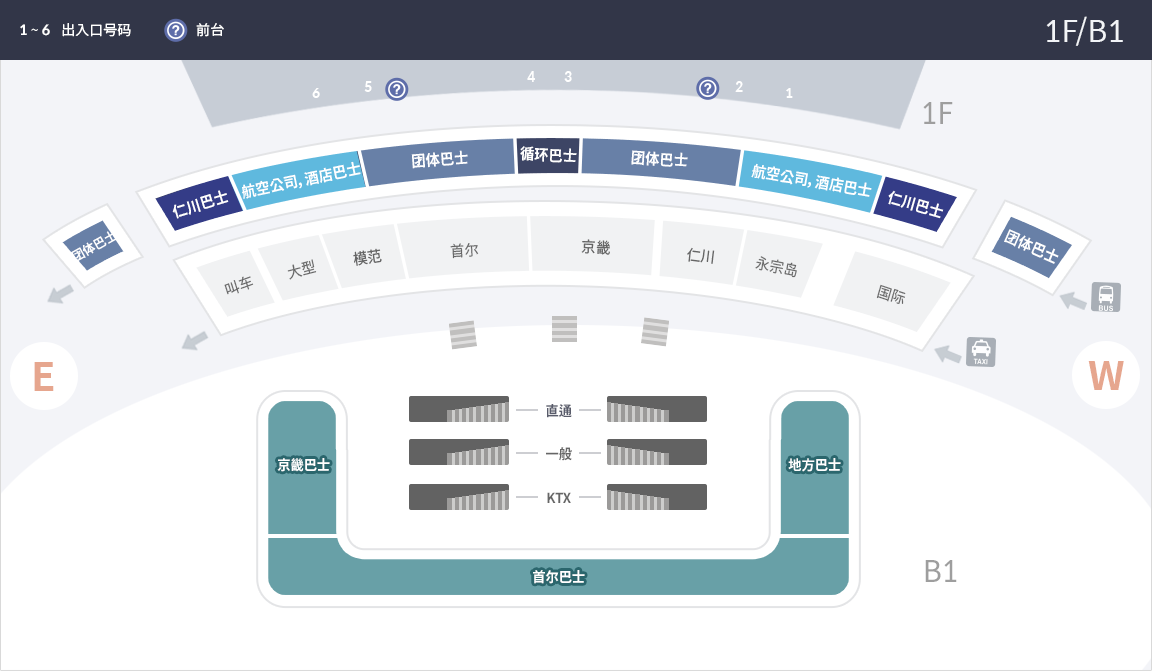 1 ~ 6 出入口号码
? 前台
1F/B1
6
5
?
4
3
?
2
1
1F
仁川巴士
航空公司, 酒店巴士
团体巴士
循环巴士
团体巴士
航空公司, 酒店巴士
仁川巴士
团体巴士
团体巴士
叫车
大型
模范
首尔
京畿
仁川
永宗岛
国际
BUS
TAXI
E
W
直通
一般
KTX
京畿巴士
地方巴士
首尔巴士
B1